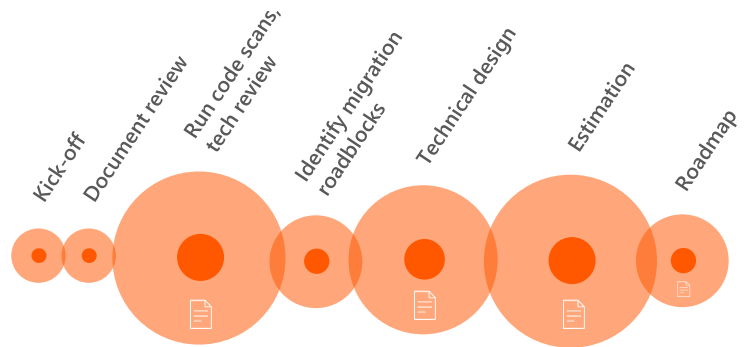 Kick-off
Document review
Run code scans,
tech review
Identify migration
roadblocks
Technical design
Estimation
Roadmap